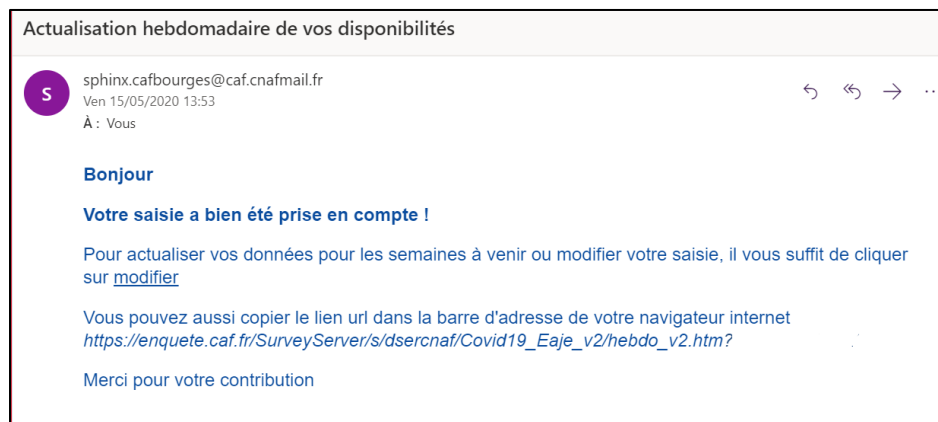 Actualisation hebdomadaire de vos disponibilités
S
sphinx.cafbourges@caf.cnafmail.fr
Ven 15/05/2020 13:53
À : Vous
Bonjour
Votre saisie a bien été prise en compte !
Pour actualiser vos données pour les semaines à venir ou modifier votre saisie, il vous suffit de cliquer
sur modifier
Vous pouvez aussi copier le lien url dans la barre d'adresse de votre navigateur internet
https://enquete.caf.fr/SurveyServer/s/dsercnaf/Covid19_Eaje_v2/hebdo_v2.htm?
Merci pour votre contribution